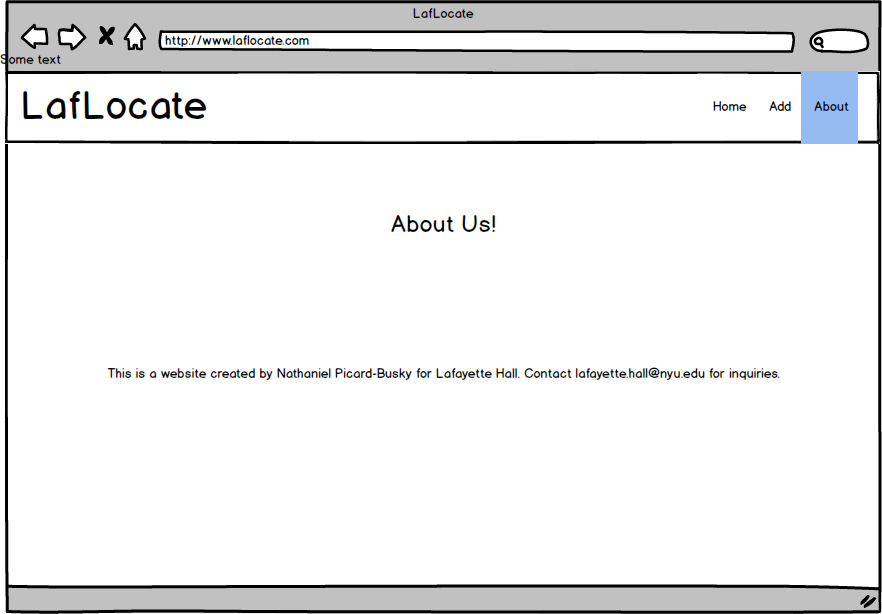 LafLocate
http://www.laflocate.com
Some text
LafLocate
Home Add About
About Us!
This is a website created by Nathaniel Picard-Busky for Lafayette Hall. Contact lafayette.hall@nyu.edu for inquiries.